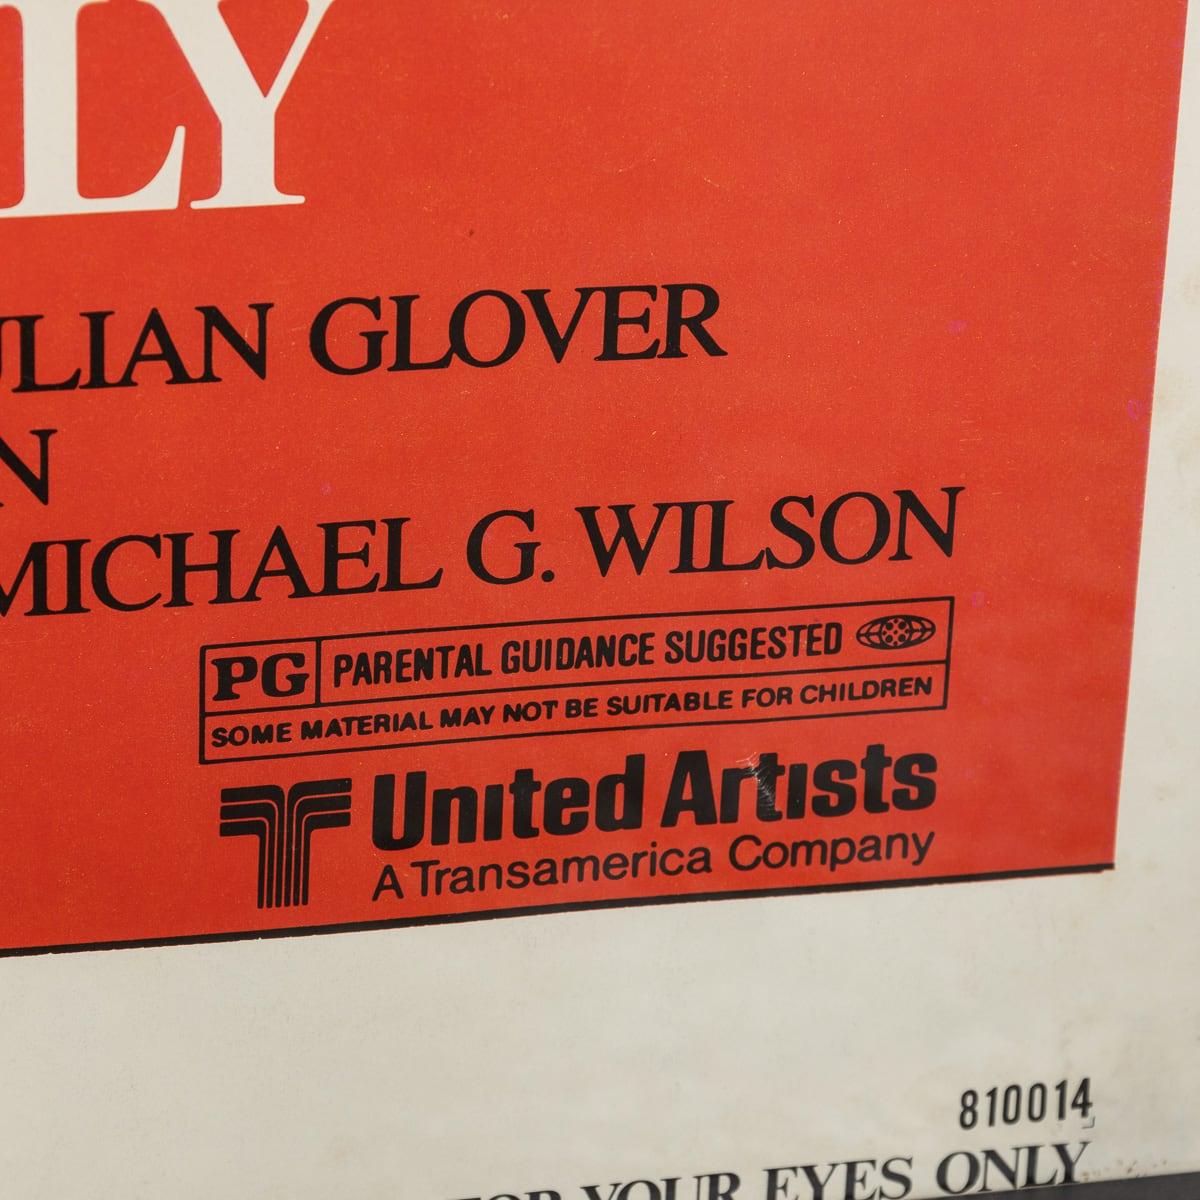 LY
ULIAN GLOVER
N
MICHAEL G. WILSON
PG PARENTAL GUIDANCE SUGGESTED
SOME MATERIAL MAY NOT BE SUITABLE FOR CHILDREN
United Artists
A Transamerica Company
810014
FOR YOUR EYES ONLY